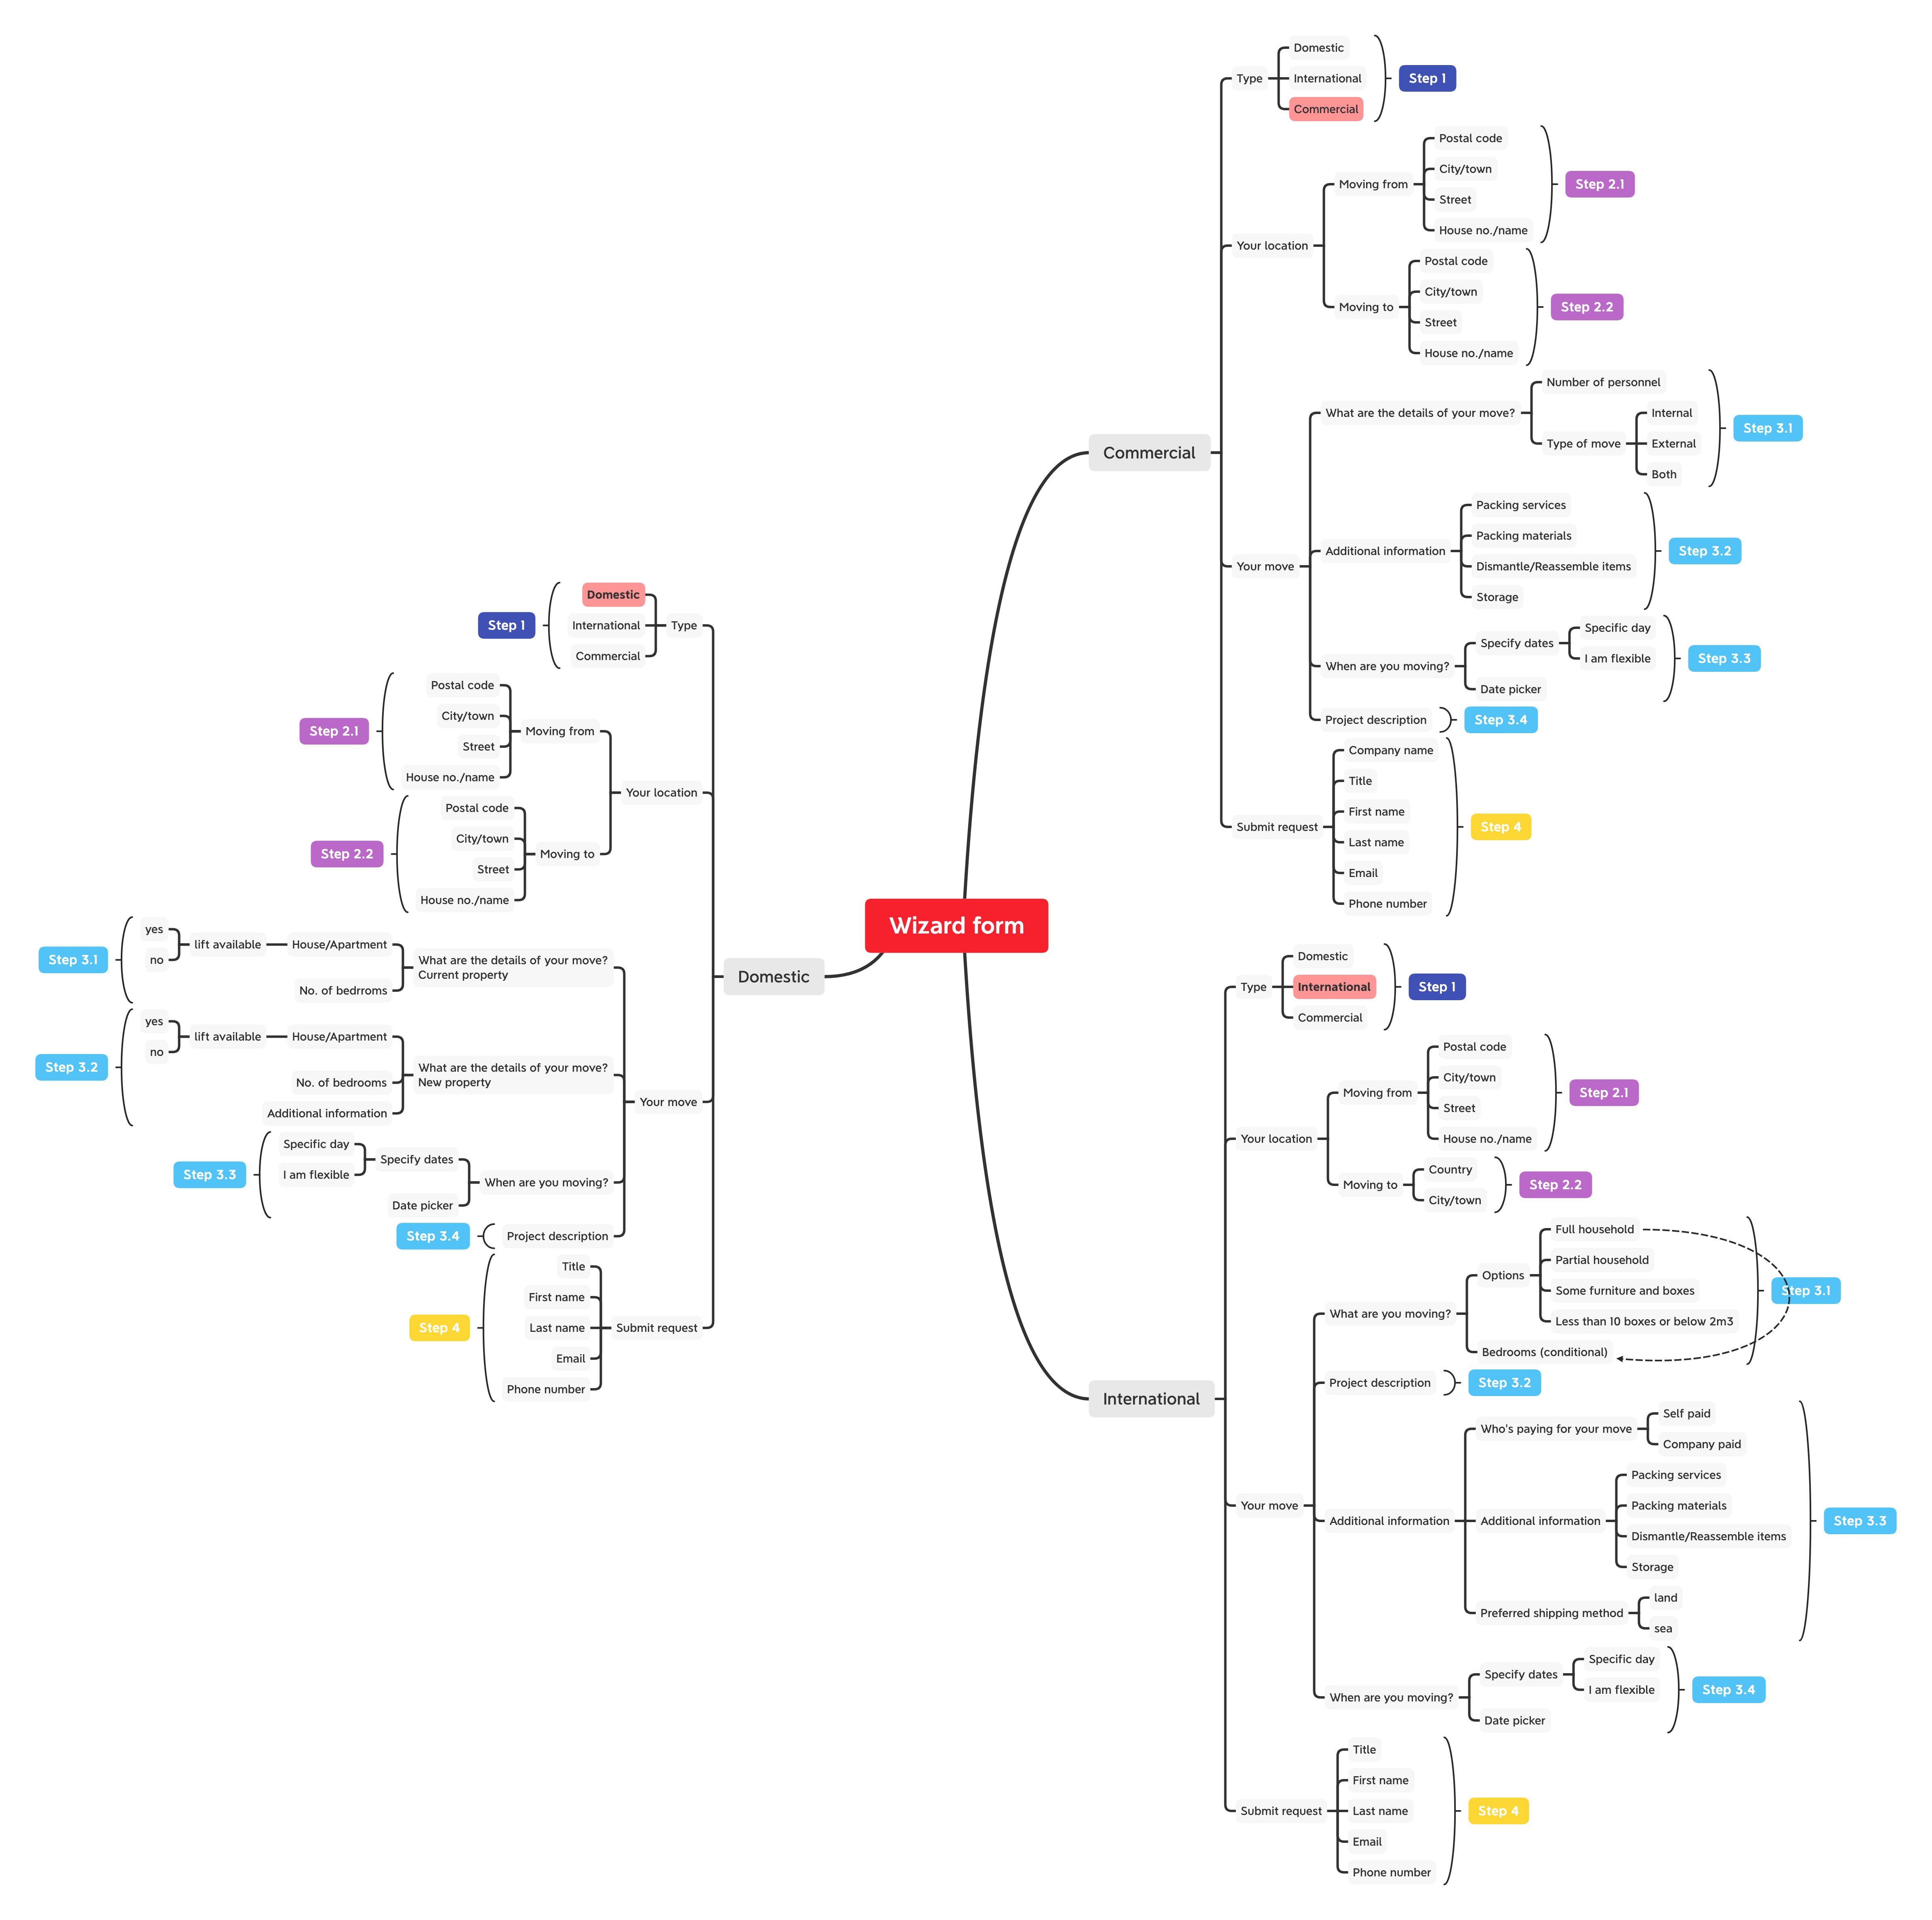 Wizard form
Commercial
Type
Domestic
International
Commercial
Step 1
Your location
Moving from
Postal code
City/town
Street
House no./name
Step 2.1
Moving to
Postal code
City/town
Street
House no./name
Step 2.2
Your move
What are the details of your move?
Number of personnel
Type of move
Internal
External
Both
Step 3.1
Additional information
Packing services
Packing materials
Dismantle/Reassemble items
Storage
Step 3.2
When are you moving?
Specify dates
Specific day
I am flexible
Date picker
Step 3.3
Project description
Step 3.4
Submit request
Company name
Title
First name
Last name
Email
Phone number
Step 4
International
Type
Domestic
International
Commercial
Step 1
Your location
Moving from
Postal code
City/town
Street
House no./name
Step 2.1
Moving to
Country
City/town
Step 2.2
Your move
What are you moving?
Options
Full household
Partial household
Some furniture and boxes
Less than 10 boxes or below 2m3
Bedrooms (conditional)
Step 3.1
Project description
Step 3.2
Additional information
Who's paying for your move
Self paid
Company paid
Additional information
Packing services
Packing materials
Dismantle/Reassemble items
Storage
Preferred shipping method
land
sea
Step 3.3
When are you moving?
Specify dates
Specific day
I am flexible
Date picker
Step 3.4
Submit request
Title
First name
Last name
Email
Phone number
Step 4
Domestic
Type
Domestic
International
Commercial
Step 1
Your location
Moving from
Postal code
City/town
Street
House no./name
Step 2.1
Moving to
Postal code
City/town
Street
House no./name
Step 2.2
Your move
What are the details of your move?
Current property
House/Apartment
lift available
yes
no
No. of bedrroms
Step 3.1
What are the details of your move?
New property
House/Apartment
lift available
yes
no
No. of bedrooms
Additional information
Step 3.2
When are you moving?
Specify dates
Specific day
I am flexible
Date picker
Step 3.3
Project description
Step 3.4
Submit request
Title
First name
Last name
Email
Phone number
Step 4